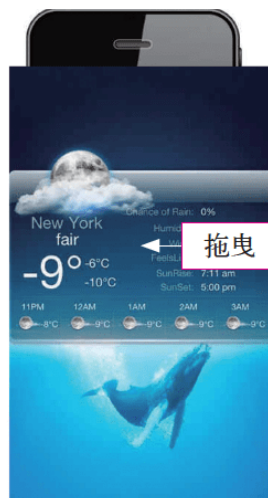 Chance of Rain: 0%
New York
fair
-9°
-6°C
-10°C
拖曳
SunRise: 7:11 am
SunSet: 5:00 pm
11PM 12AM 1AM 2AM 3AM
-8°C -9°C -9°C -9°C -9°C